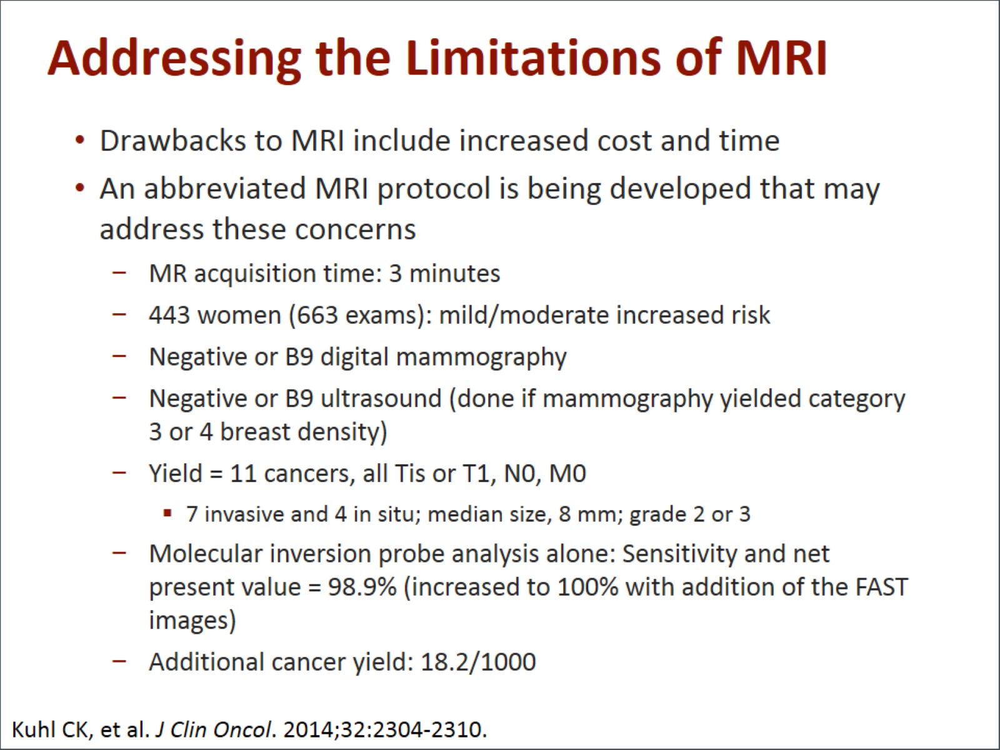 Addressing the Limitations of MRI
• Drawbacks to MRI include increased cost and time
• An abbreviated MRI protocol is being developed that may
address these concerns
– MR acquisition time: 3 minutes
– 443 women (663 exams): mild/moderate increased risk
– Negative or B9 digital mammography
– Negative or B9 ultrasound (done if mammography yielded category
3 or 4 breast density)
– Yield = 11 cancers, all Tis or T1, N0, M0
▪ 7 invasive and 4 in situ; median size, 8 mm; grade 2 or 3
– Molecular inversion probe analysis alone: Sensitivity and net
present value = 98.9% (increased to 100% with addition of the FAST
images)
– Additional cancer yield: 18.2/1000
Kuhl CK, et al. J Clin Oncol. 2014;32:2304-2310.